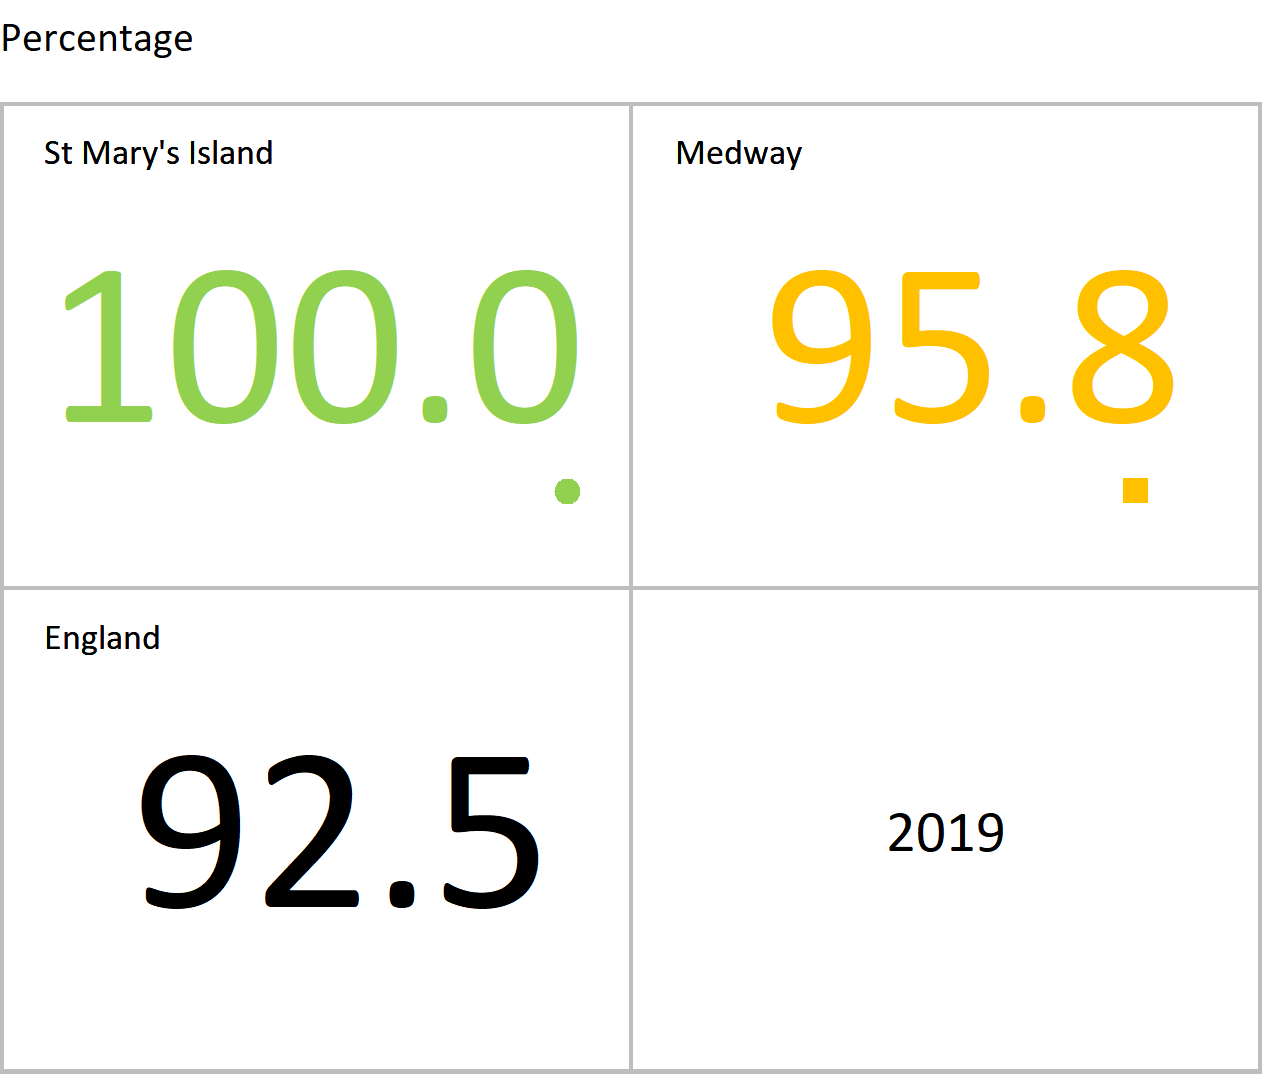 Percentage
St Mary's Island
Medway
100.0
95.8
England
92.5
2019